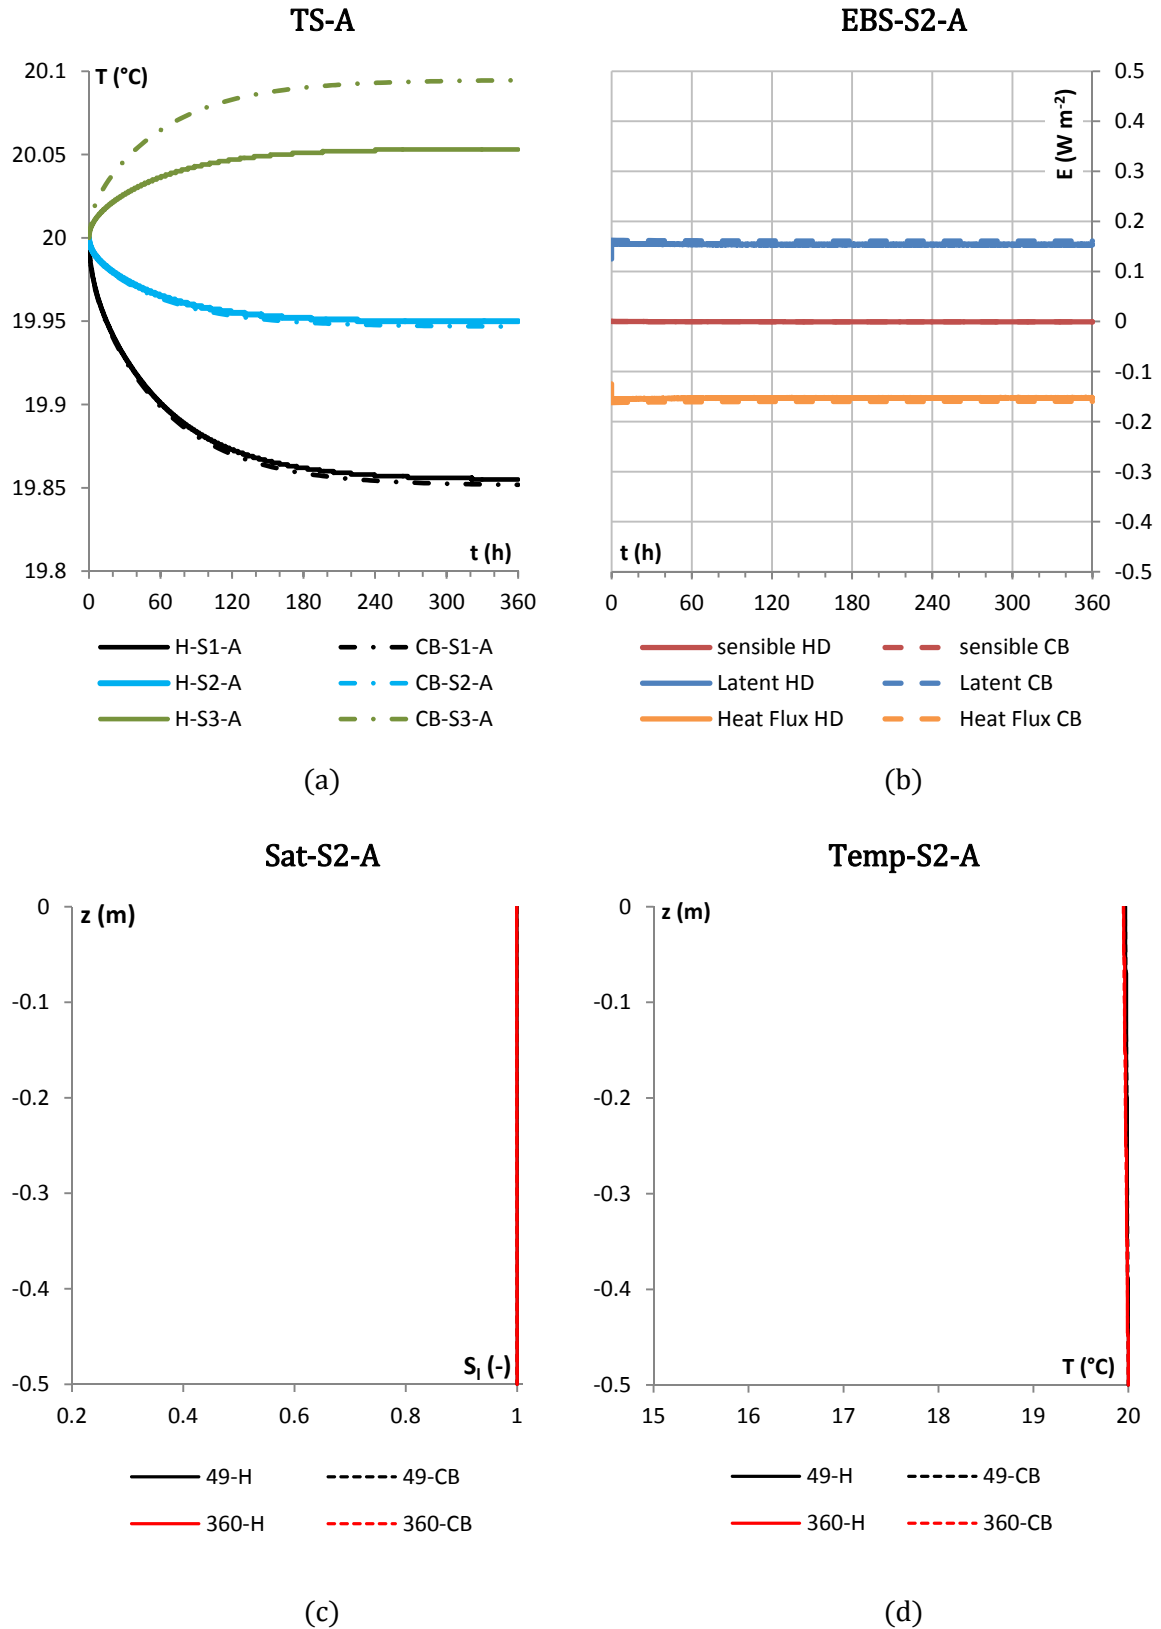 TS-A
EBS-S2-A
T (°C)
20.1
20.05
20
19.95
19.9
19.85
19.8
t (h)
0 60 120 180 240 300 360
H-S1-A CB-S1-A
H-S2-A CB-S2-A
H-S3-A CB-S3-A
(a)
E (W m-2)
0.5
0.4
0.3
0.2
0.1
0
-0.1
-0.2
-0.3
-0.4
-0.5
t (h)
0 60 120 180 240 300 360
sensible HD sensible CB
Latent HD Latent CB
Heat Flux HD Heat Flux CB
(b)
Sat-S2-A
z (m)
0
-0.1
-0.2
-0.3
-0.4
-0.5
Sl (-)
0.2 0.4 0.6 0.8 1
49-H 49-CB
360-H 360-CB
(c)
Temp-S2-A
z (m)
0
-0.1
-0.2
-0.3
-0.4
-0.5
T (°C)
15 16 17 18 19 20
49-H 49-CB
360-H 360-CB
(d)